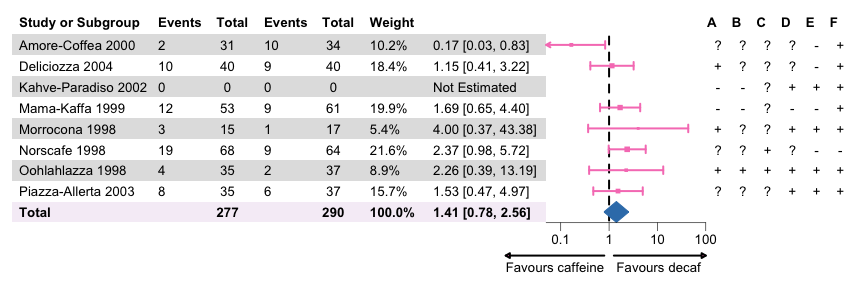 Study or Subgroup Events Total Events Total Weight A B C D E F
Amore-Coffea 2000 2 31 10 34 10.2% 0.17 [0.03, 0.83] ? ? ? ? - +
Deliciozza 2004 10 40 9 40 18.4% 1.15 [0.41, 3.22] + ? ? ? - +
Kahve-Paradiso 2002 0 0 0 0 Not Estimated - - ? + + +
Mama-Kaffa 1999 12 53 9 61 19.9% 1.69 [0.65, 4.40] - - ? - - +
Morrocona 1998 3 15 1 17 5.4% 4.00 [0.37, 43.38] + ? ? + + +
Norscafe 1998 19 68 9 64 21.6% 2.37 [0.98, 5.72] ? ? + ? - -
Oohlahlazza 1998 4 35 2 37 8.9% 2.26 [0.39, 13.19] + + + + + +
Piazza-Allerta 2003 8 35 6 37 15.7% 1.53 [0.47, 4.97] ? ? ? + + +
Total 277 290 100.0% 1.41 [0.78, 2.56]
0.1 1 10 100
Favours caffeine Favours decaf